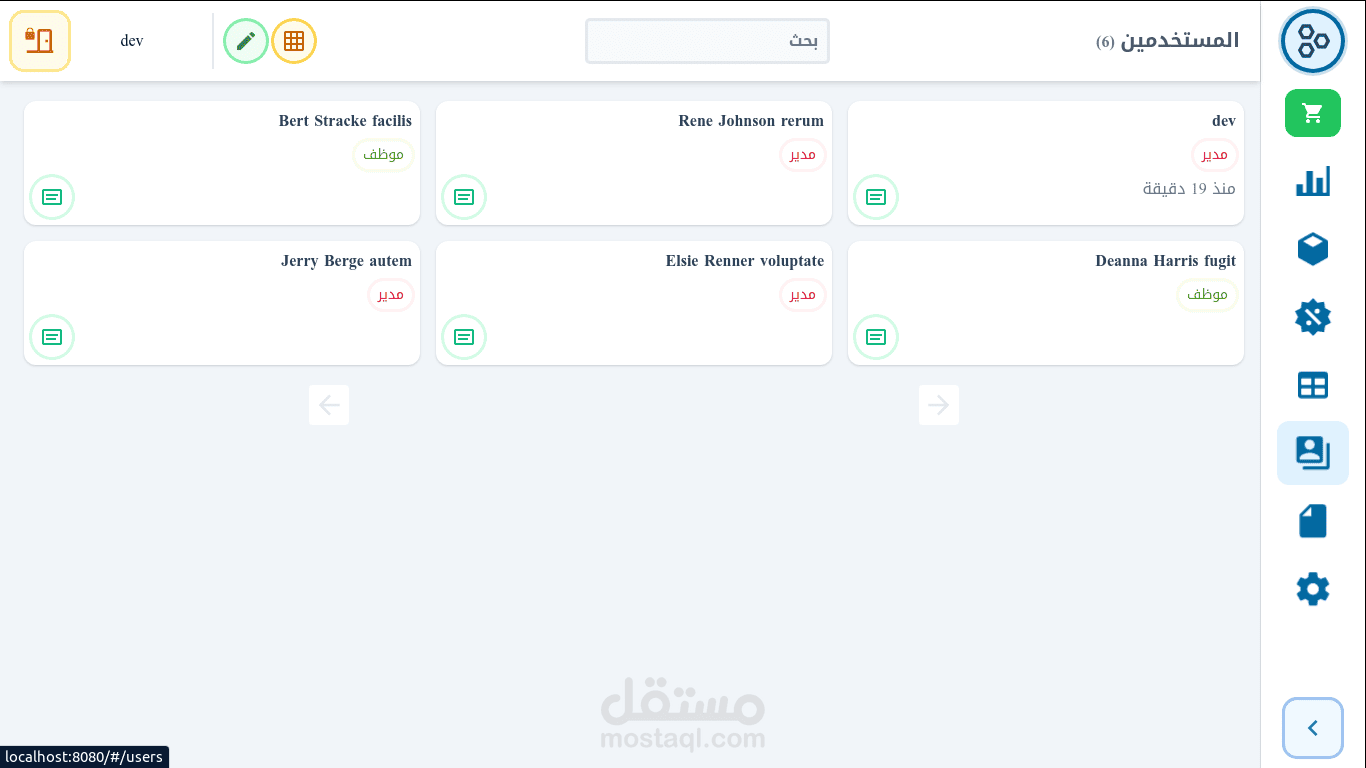 المستخدمين (6)
بحث
dev
dev
مدير
منذ 19 دقيقة
Rene Johnson rerum
مدير
Bert Stracke facilis
موظف
Deanna Harris fugit
موظف
Elsie Renner voluptate
مدير
Jerry Berge autem
مدير
مستقل
mostaql.com
localhost:8080/#/users